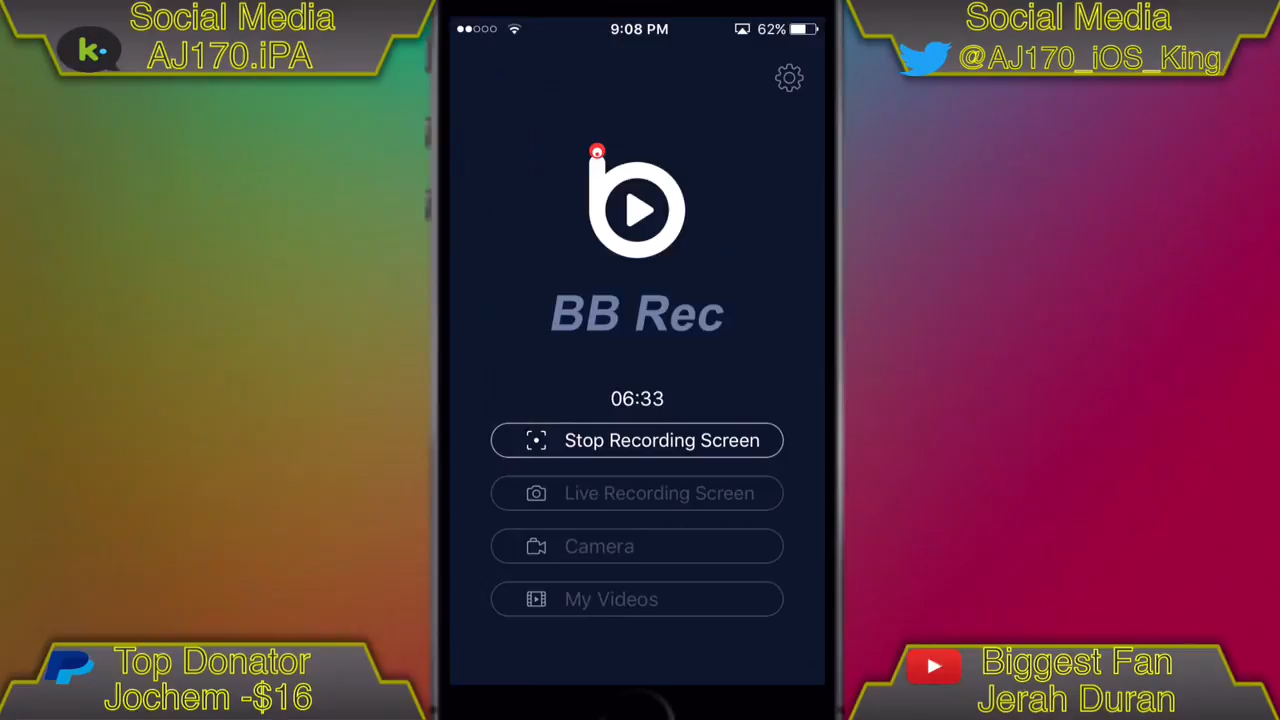 Social Media
AJ170.iPA
Social Media
@AJ170_iOS_King
9:08 PM
62%
BB Rec
06:33
Stop Recording Screen
Live Recording Screen
Camera
My Videos
Top Donator
Jochem -$16
Biggest Fan
Jerah Duran